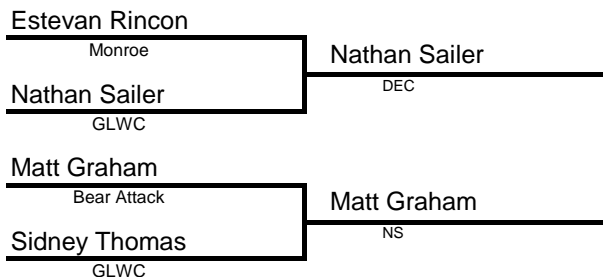 Estevan Rincon
Monroe
Nathan Sailer
DEC
Nathan Sailer
GLWC
Matt Graham
Bear Attack
Matt Graham
NS
Sidney Thomas
GLWC